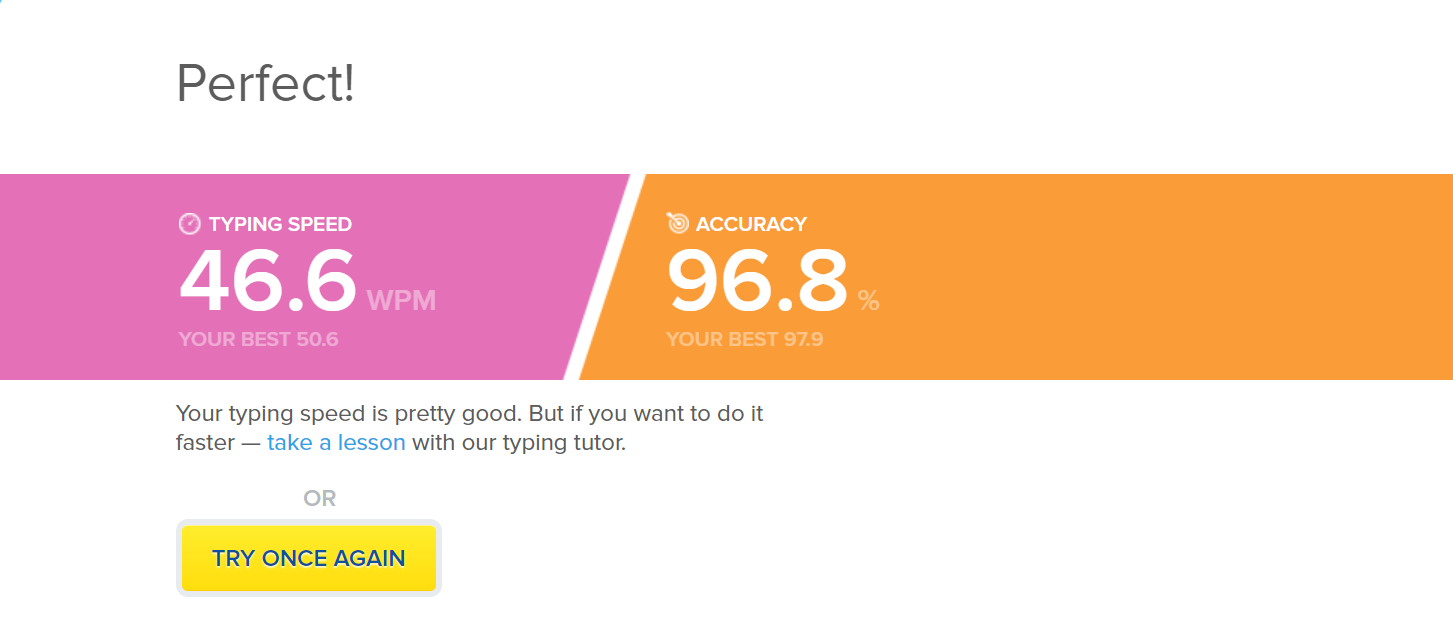 Perfect!
TYPING SPEED
46.6 WPM
YOUR BEST 50.6
ACCURACY
96.8 %
YOUR BEST 97.9
Your typing speed is pretty good. But if you want to do it
faster — take a lesson with our typing tutor.
OR
TRY ONCE AGAIN